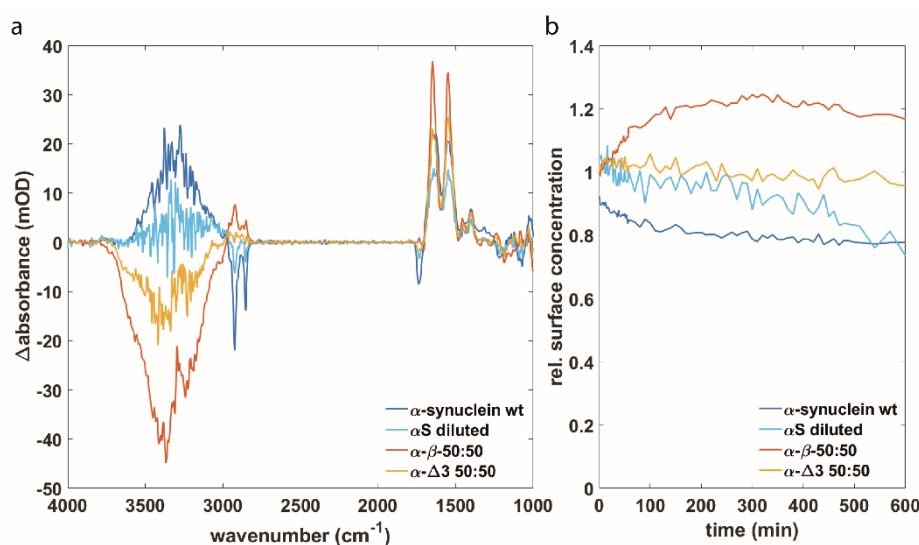 a
b
40
30
20
10
0
-10
-20
-30
-40
-50
Δabsorbance (mOD)
4000 3500 3000 2500 2000 1500 1000
wavenumber (cm⁻¹)
α-synuclein wt
αS diluted
α-β-50:50
α-Δ3 50:50
1.4
1.2
1
0.8
0.6
0.4
0.2
0
rel. surface concentration
0 100 200 300 400 500 600
time (min)
α-synuclein wt
αS diluted
α-β-50:50
α-Δ3 50:50